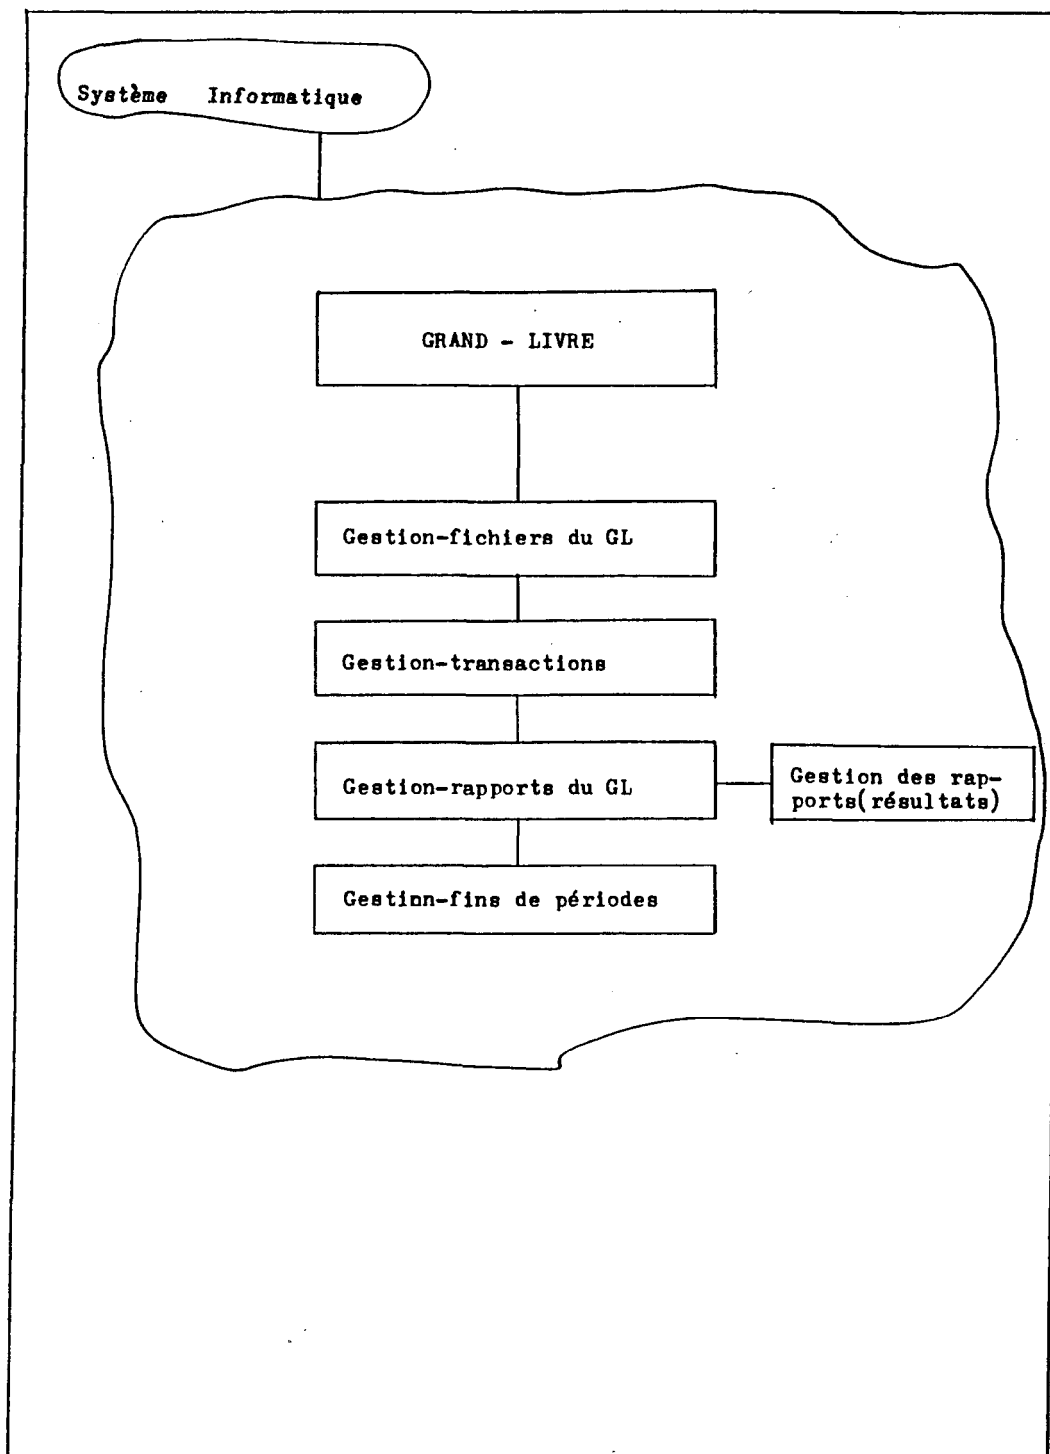 Système Informatique
GRAND - LIVRE
Gestion-fichiers du GL
Gestion-transactions
Gestion-rapports du GL
Gestion des rap-
ports(résultats)
Gestinn-fins de périodes